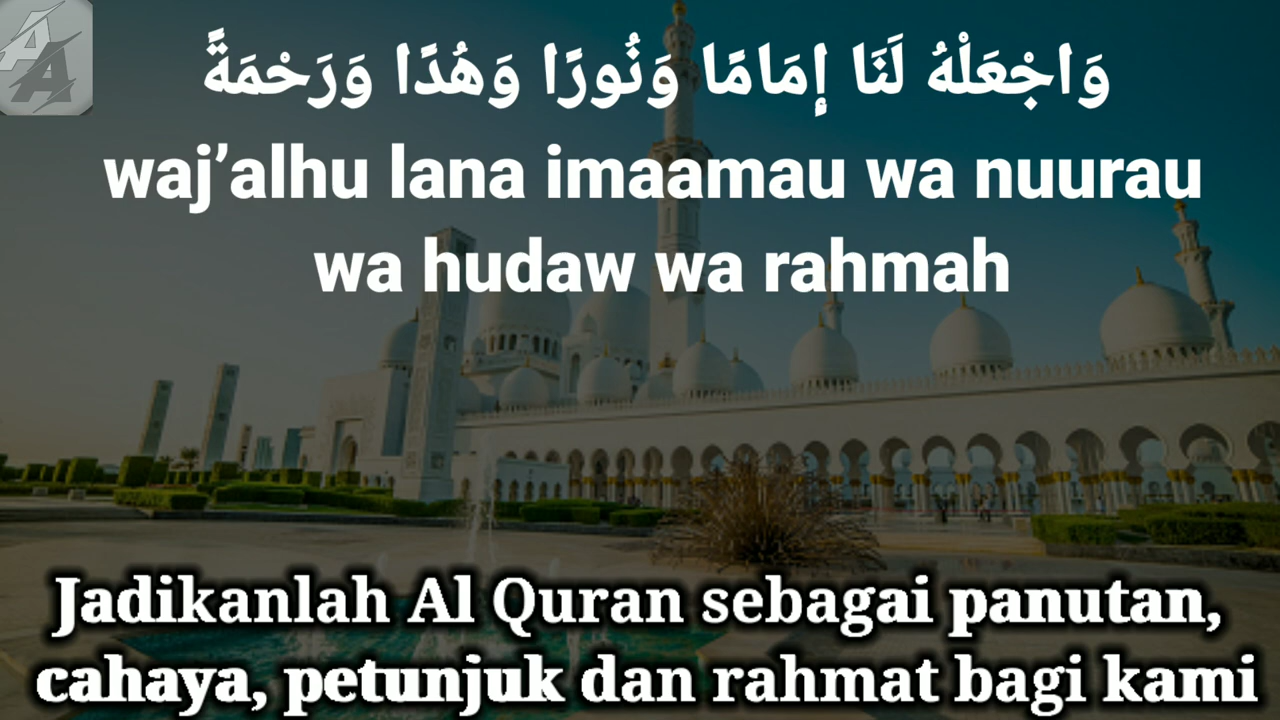 وَاجْعَلْهُ لَنَا إِمَامًا وَنُورًا وَهُدًا وَرَحْمَةً
waj’alhu lana imaamau wa nuurau
wa hudaw wa rahmah
Jadikanlah Al Quran sebagai panutan,
cahaya, petunjuk dan rahmat bagi kami